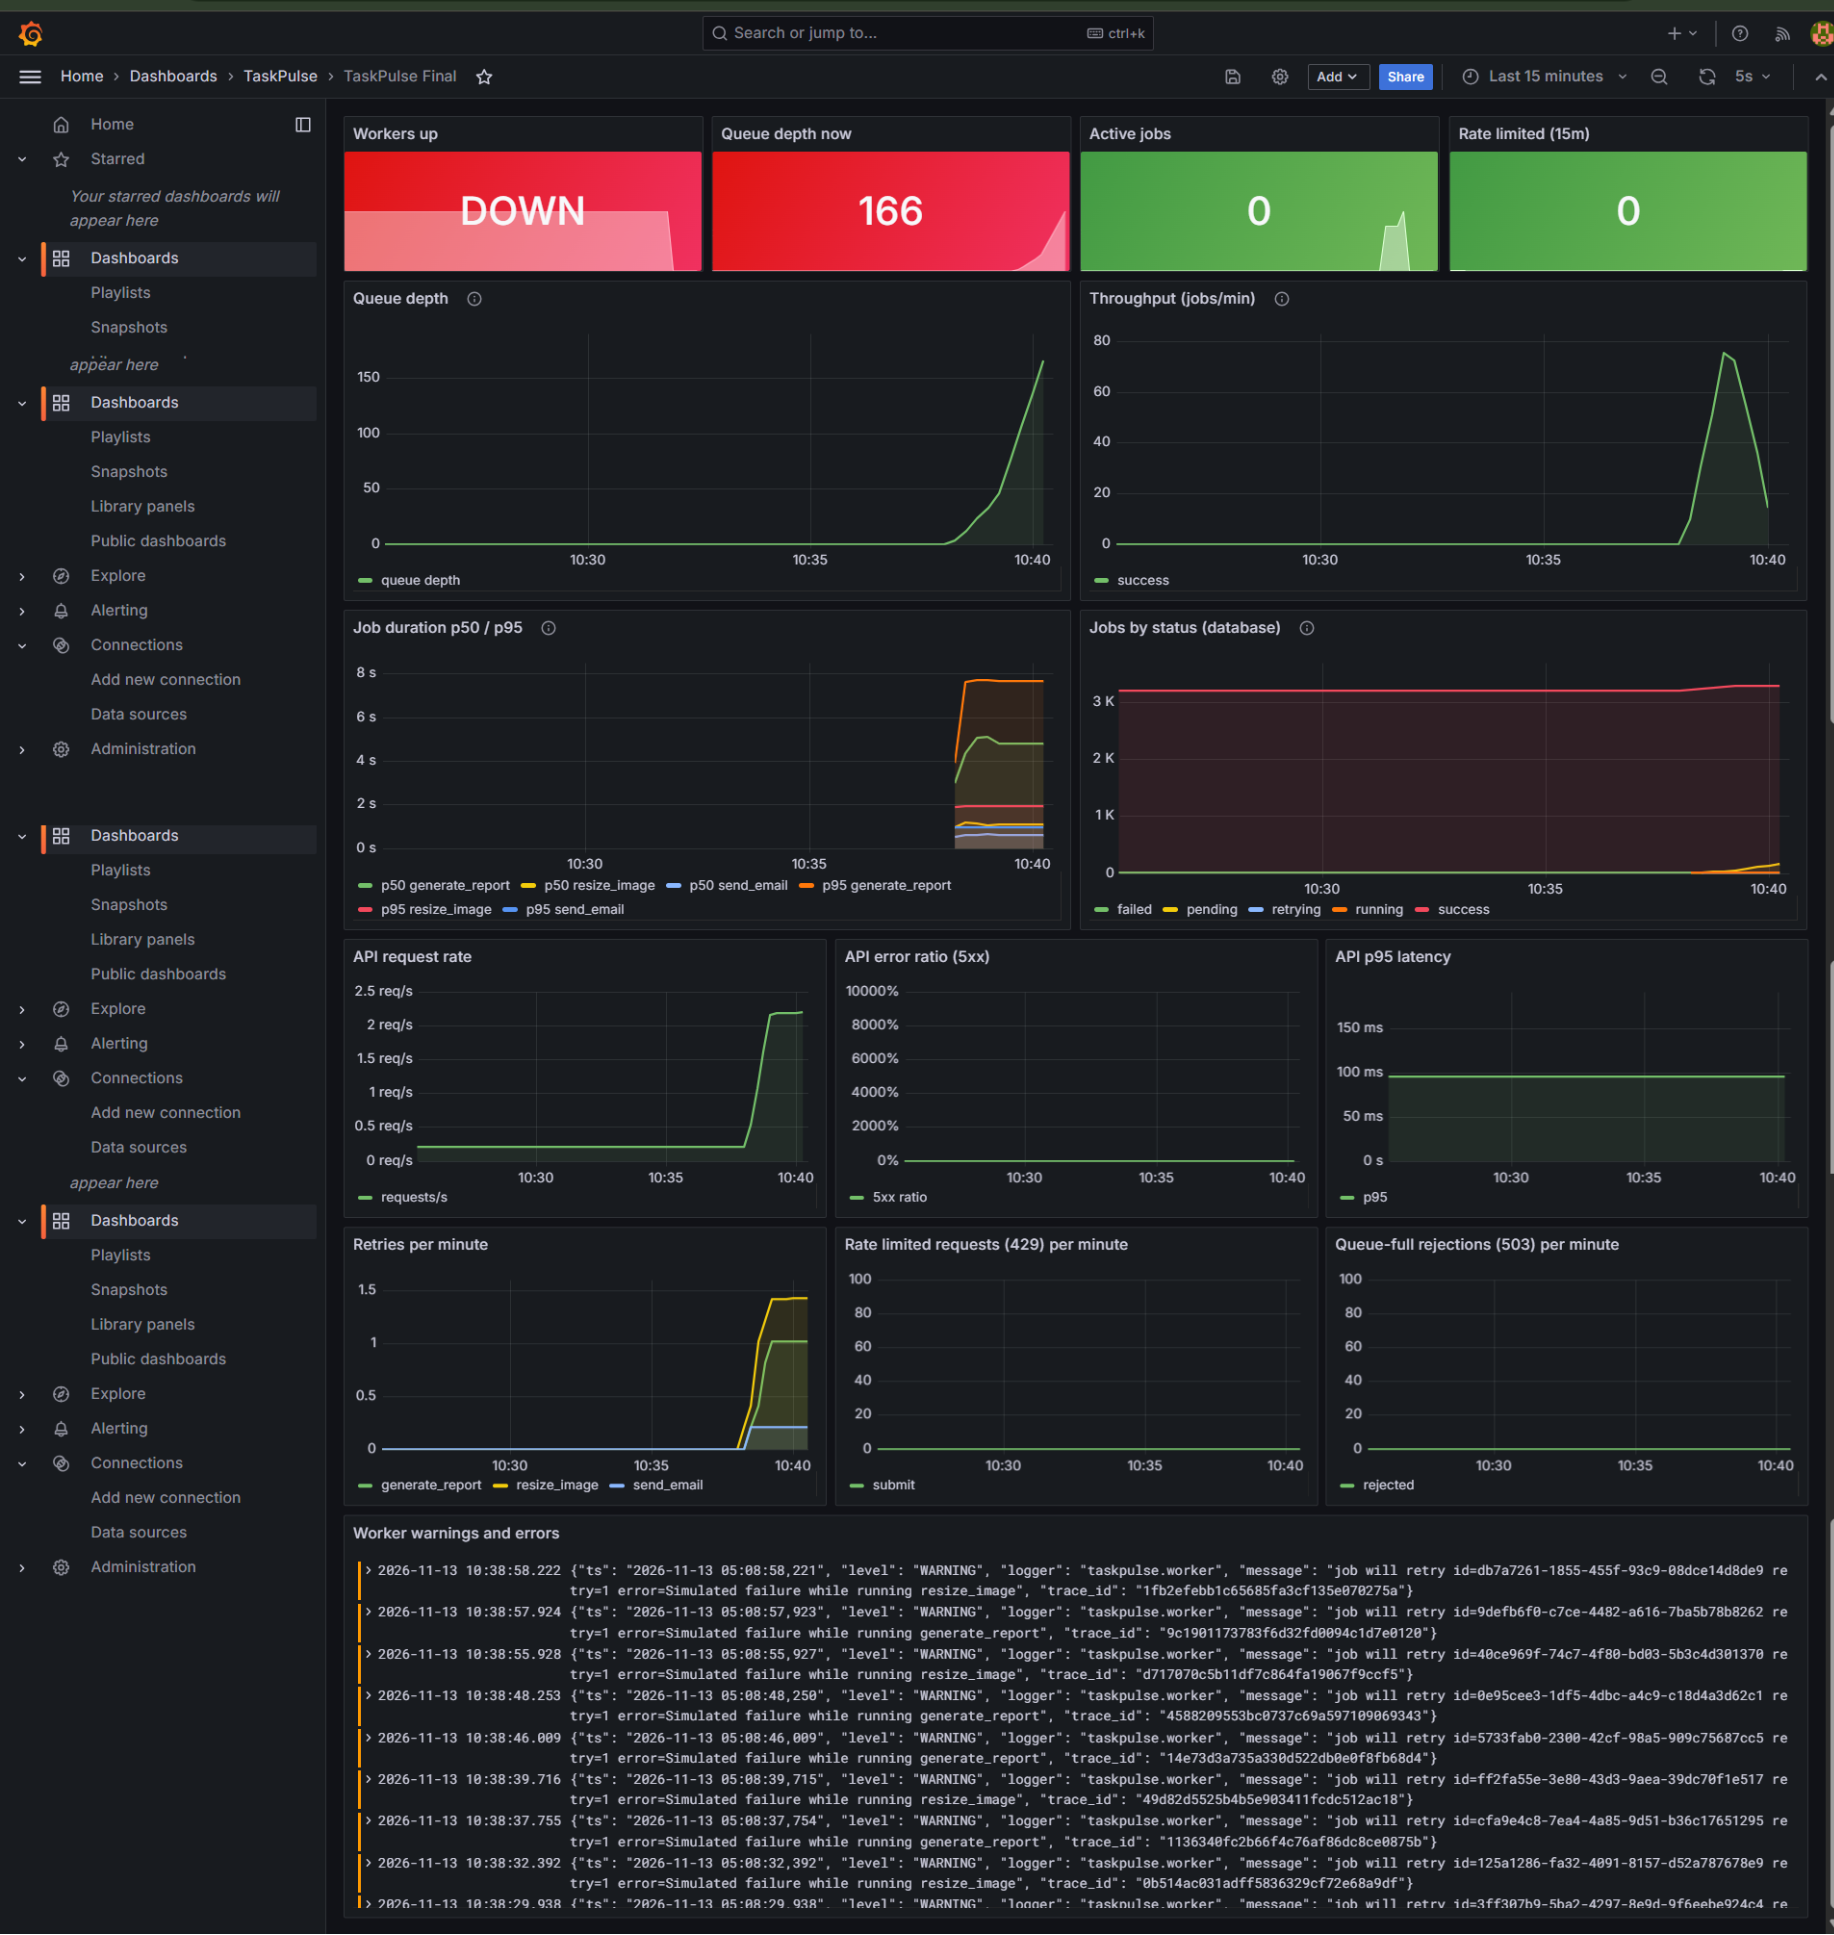 Search or jump to...
ctrl+k
Home › Dashboards › TaskPulse › TaskPulse Final
Add
Share
Last 15 minutes
5s
Home
Starred
Your starred dashboards will
appear here
Dashboards
Playlists
Snapshots
appear here
Dashboards
Playlists
Snapshots
Library panels
Public dashboards
Explore
Alerting
Connections
Add new connection
Data sources
Administration
Dashboards
Playlists
Snapshots
Library panels
Public dashboards
Explore
Alerting
Connections
Add new connection
Data sources
appear here
Dashboards
Playlists
Snapshots
Library panels
Public dashboards
Explore
Alerting
Connections
Add new connection
Data sources
Administration
Workers up
DOWN
Queue depth now
166
Active jobs
0
Rate limited (15m)
0
Queue depth
150
100
50
0
10:30 10:35 10:40
queue depth
Throughput (jobs/min)
80
60
40
20
0
10:30 10:35 10:40
success
Job duration p50 / p95
8 s
6 s
4 s
2 s
0 s
10:30 10:35 10:40
p50 generate_report p50 resize_image p50 send_email p95 generate_report
p95 resize_image p95 send_email
Jobs by status (database)
3 K
2 K
1 K
0
10:30 10:35 10:40
failed pending retrying running success
API request rate
2.5 req/s
2 req/s
1.5 req/s
1 req/s
0.5 req/s
0 req/s
10:30 10:35 10:40
requests/s
API error ratio (5xx)
10000%
8000%
6000%
4000%
2000%
0%
10:30 10:35 10:40
5xx ratio
API p95 latency
150 ms
100 ms
50 ms
0 s
10:30 10:35 10:40
p95
Retries per minute
1.5
1
0.5
0
10:30 10:35 10:40
generate_report resize_image send_email
Rate limited requests (429) per minute
100
80
60
40
20
0
10:30 10:35 10:40
submit
Queue-full rejections (503) per minute
100
80
60
40
20
0
10:30 10:35 10:40
rejected
Worker warnings and errors
2026-11-13 10:38:58.222 {"ts": "2026-11-13 05:08:58,221", "level": "WARNING", "logger": "taskpulse.worker", "message": "job will retry id=db7a7261-1855-455f-93c9-08dce14d8de9 re
try=1 error=Simulated failure while running resize_image", "trace_id": "1fb2efebb1c65685fa3cf135e070275a"}
2026-11-13 10:38:57.924 {"ts": "2026-11-13 05:08:57,923", "level": "WARNING", "logger": "taskpulse.worker", "message": "job will retry id=9defb6f0-c7ce-4482-a616-7ba5b78b8262 re
try=1 error=Simulated failure while running generate_report", "trace_id": "9c1901173783f6d32fd0094c1d7e0120"}
2026-11-13 10:38:55.928 {"ts": "2026-11-13 05:08:55,927", "level": "WARNING", "logger": "taskpulse.worker", "message": "job will retry id=40ce969f-74c7-4f80-bd03-5b3c4d301370 re
try=1 error=Simulated failure while running resize_image", "trace_id": "d717070c5b11df7c864fa19067f9ccf5"}
2026-11-13 10:38:48.253 {"ts": "2026-11-13 05:08:48,250", "level": "WARNING", "logger": "taskpulse.worker", "message": "job will retry id=0e95cee3-1df5-4dbc-a4c9-c18d4a3d62c1 re
try=1 error=Simulated failure while running generate_report", "trace_id": "4588209553bc0737c69a597109069343"}
2026-11-13 10:38:46.009 {"ts": "2026-11-13 05:08:46,009", "level": "WARNING", "logger": "taskpulse.worker", "message": "job will retry id=5733fab0-2300-42cf-98a5-909c75687cc5 re
try=1 error=Simulated failure while running generate_report", "trace_id": "14e73d3a735a330d522db0e0f8fb68d4"}
2026-11-13 10:38:39.716 {"ts": "2026-11-13 05:08:39,715", "level": "WARNING", "logger": "taskpulse.worker", "message": "job will retry id=ff2fa55e-3e80-43d3-9aea-39dc70f1e517 re
try=1 error=Simulated failure while running resize_image", "trace_id": "49d82d5525b4b5e903411fcdc512ac18"}
2026-11-13 10:38:37.755 {"ts": "2026-11-13 05:08:37,754", "level": "WARNING", "logger": "taskpulse.worker", "message": "job will retry id=cfa9e4c8-7ea4-4a85-9d51-b36c17651295 re
try=1 error=Simulated failure while running generate_report", "trace_id": "1136340fc2b66f4c76af86dc8ce0875b"}
2026-11-13 10:38:32.392 {"ts": "2026-11-13 05:08:32,392", "level": "WARNING", "logger": "taskpulse.worker", "message": "job will retry id=125a1286-fa32-4091-8157-d52a787678e9 re
try=1 error=Simulated failure while running resize_image", "trace_id": "0b514ac031adff5836329cf72e68a9df"}
2026-11-13 10:38:29.938 {"ts": "2026-11-13 05:08:29,938", "level": "WARNING", "logger": "taskpulse.worker", "message": "job will retry id=3ff307b9-5ba2-4297-8e9d-9f6eebe924c4 re